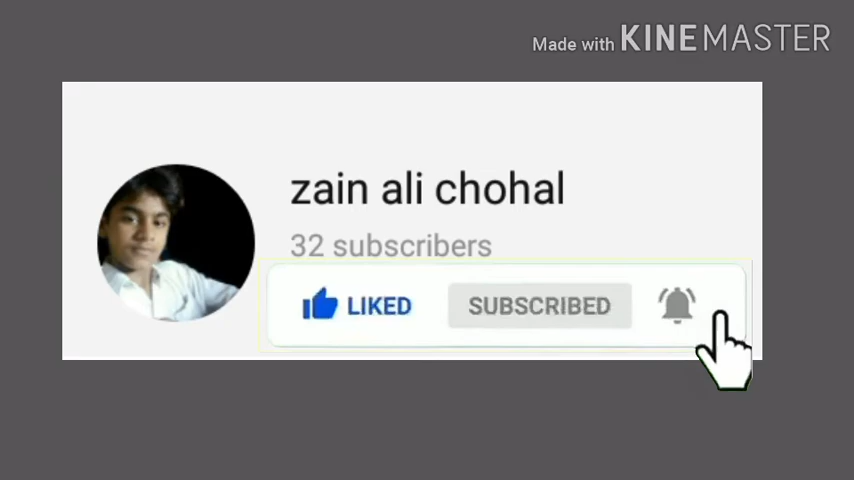 Made with KINEMASTER
zain ali chohal
32 subscribers
LIKED SUBSCRIBED